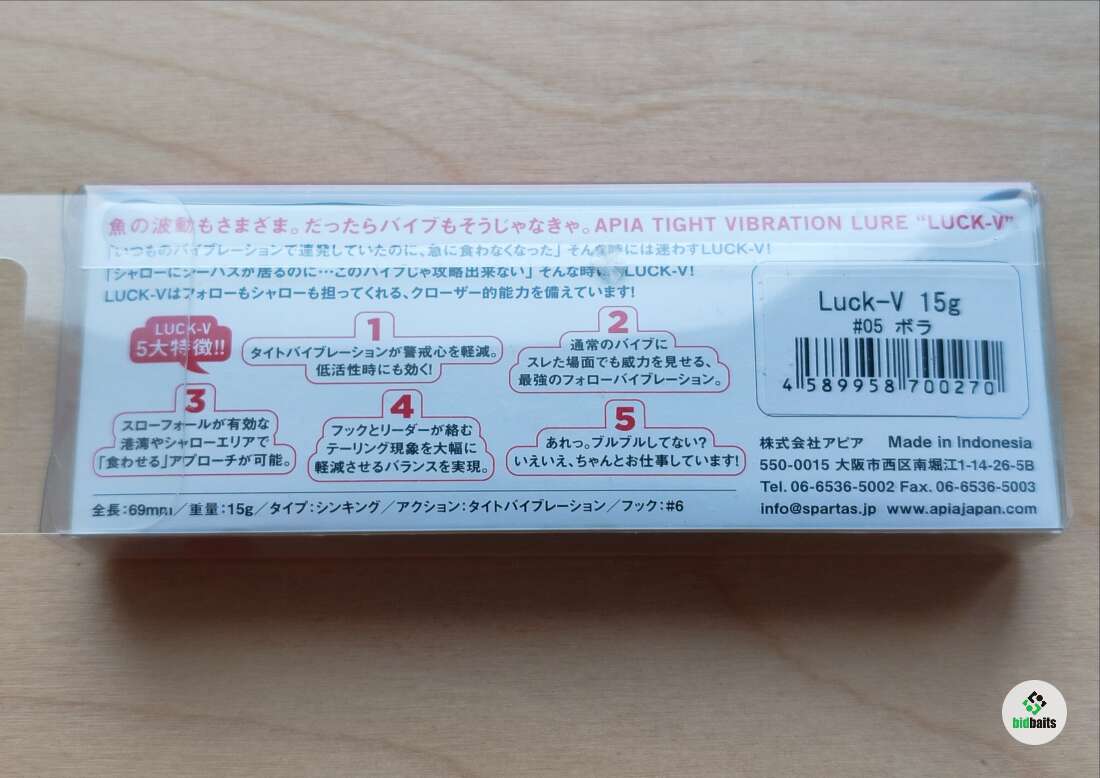 魚の波動もさまざま。だったらバイブもそうじゃなきゃ。APIA TIGHT VIBRATION LURE "LUCK-V"
「いつものバイブレーションで連発していたのに、急に食わなくなった」そんな時には迷わすLUCK-V!
「シャローにシーバスが居るのに…このバイブじゃ攻略出来ない」そんな時に LUCK-V!
LUCK-Vはフォローもシャローも担ってくれる、クローザー的能力を備えています!
LUCK-V
5大特徴!!
1
タイトバイブレーションが警戒心を軽減。
低活性時にも効く!
2
通常のバイブに
スレた場面でも威力を見せる、
最強のフォローバイブレーション。
3
スローフォールが有効な
港湾やシャローエリアで
「食わせる」アプローチが可能。
4
フックとリーダーが絡む
テーリング現象を大幅に
軽減させるバランスを実現。
5
あれっ。ブルブルしてない?
いえいえ、ちゃんとお仕事しています!
全長:69mm/重量:15g/タイプ:シンキング/アクション:タイトバイブレーション/フック:#6
Luck-V 15g
#05 ボラ
4 589958 700270
株式会社アピア Made in Indonesia
550-0015 大阪市西区南堀江1-14-26-5B
Tel. 06-6536-5002 Fax. 06-6536-5003
info@spartas.jp www.apiajapan.com
bidbaits